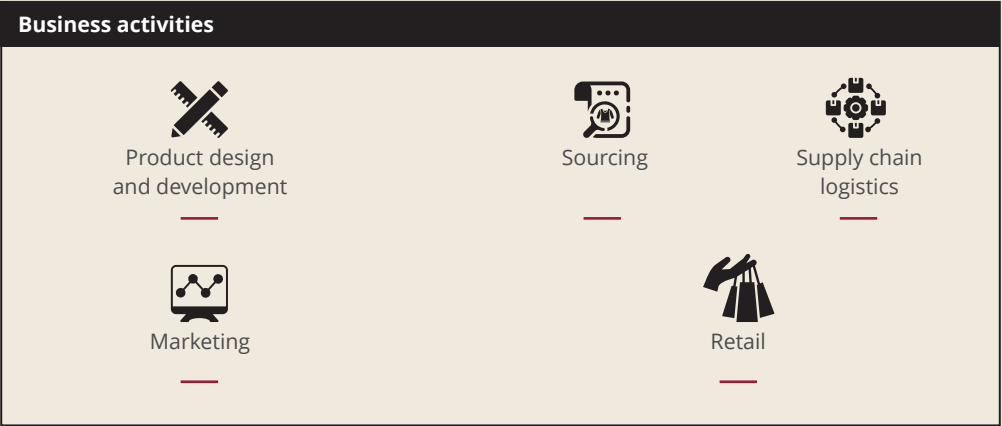 Business activities
Product design
and development
Sourcing
Supply chain
logistics
Marketing
Retail